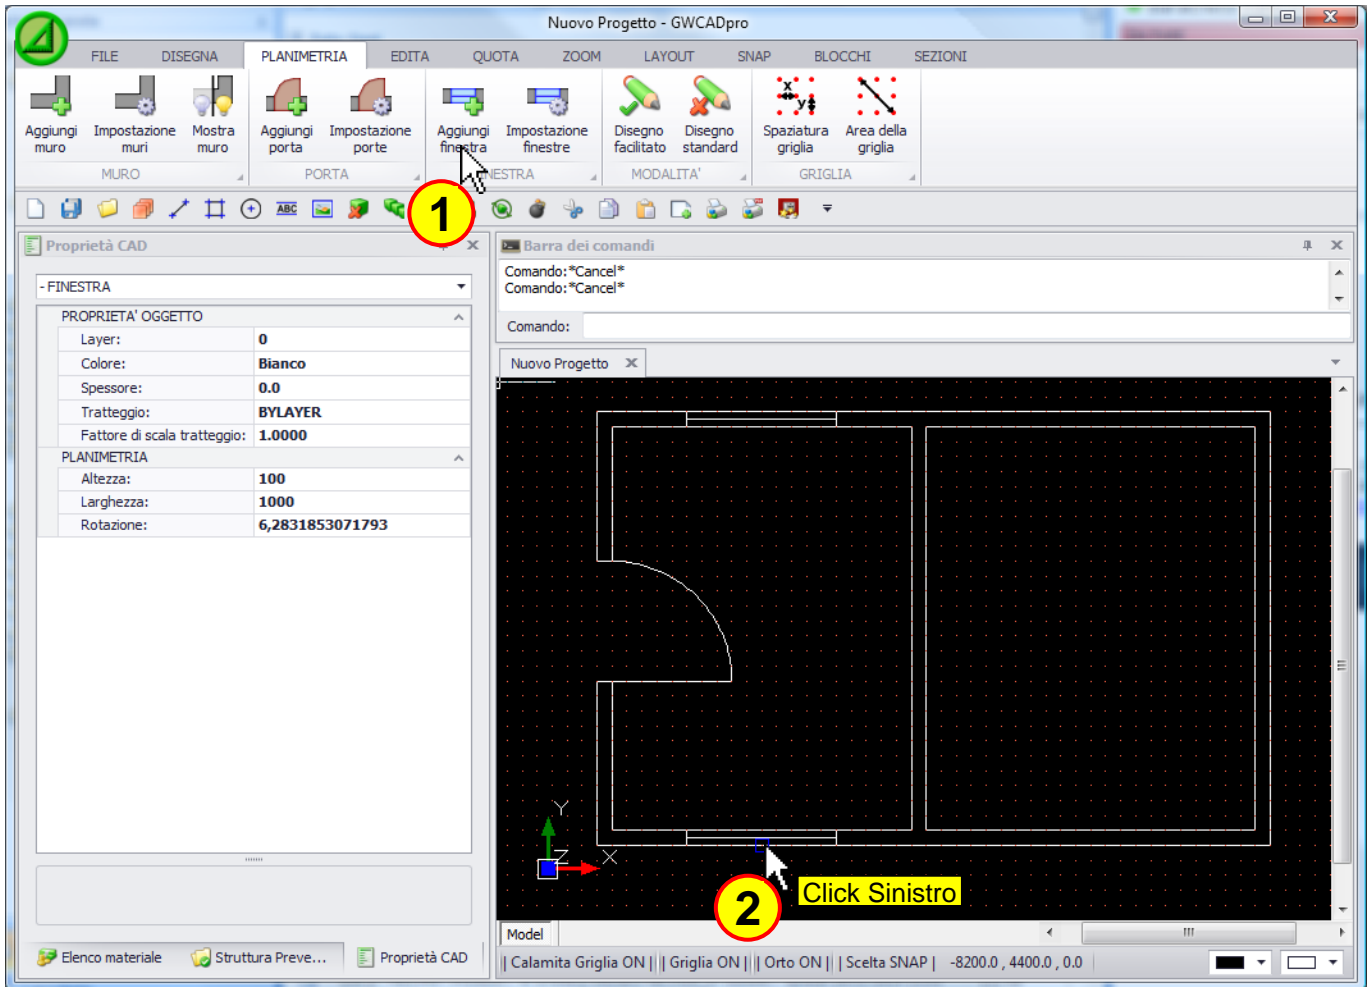 Nuovo Progetto - GWCADpro
FILE DISEGNA PLANIMETRIA EDITA QUOTA ZOOM LAYOUT SNAP BLOCCHI SEZIONI
Aggiungi muro
Impostazione muri
Mostra muro
Aggiungi porta
Impostazione porte
Aggiungi finestra
Impostazione finestre
Disegno facilitato
Disegno standard
x
y
Spaziatura griglia
Area della griglia
MURO PORTA NESTRA MODALITA' GRIGLIA
ABC
1
Proprietà CAD
- FINESTRA
PROPRIETA' OGGETTO
Layer: 0
Colore: Bianco
Spessore: 0.0
Tratteggio: BYLAYER
Fattore di scala tratteggio: 1.0000
PLANIMETRIA
Altezza: 100
Larghezza: 1000
Rotazione: 6,2831853071793
Elenco materiale Struttura Preve... Proprietà CAD
Barra dei comandi
Comando:*Cancel*
Comando:*Cancel*
Comando:
Nuovo Progetto
Y
Z X
2 Click Sinistro
Model
| Calamita Griglia ON | | Griglia ON | | Orto ON | | Scelta SNAP | -8200.0 , 4400.0 , 0.0